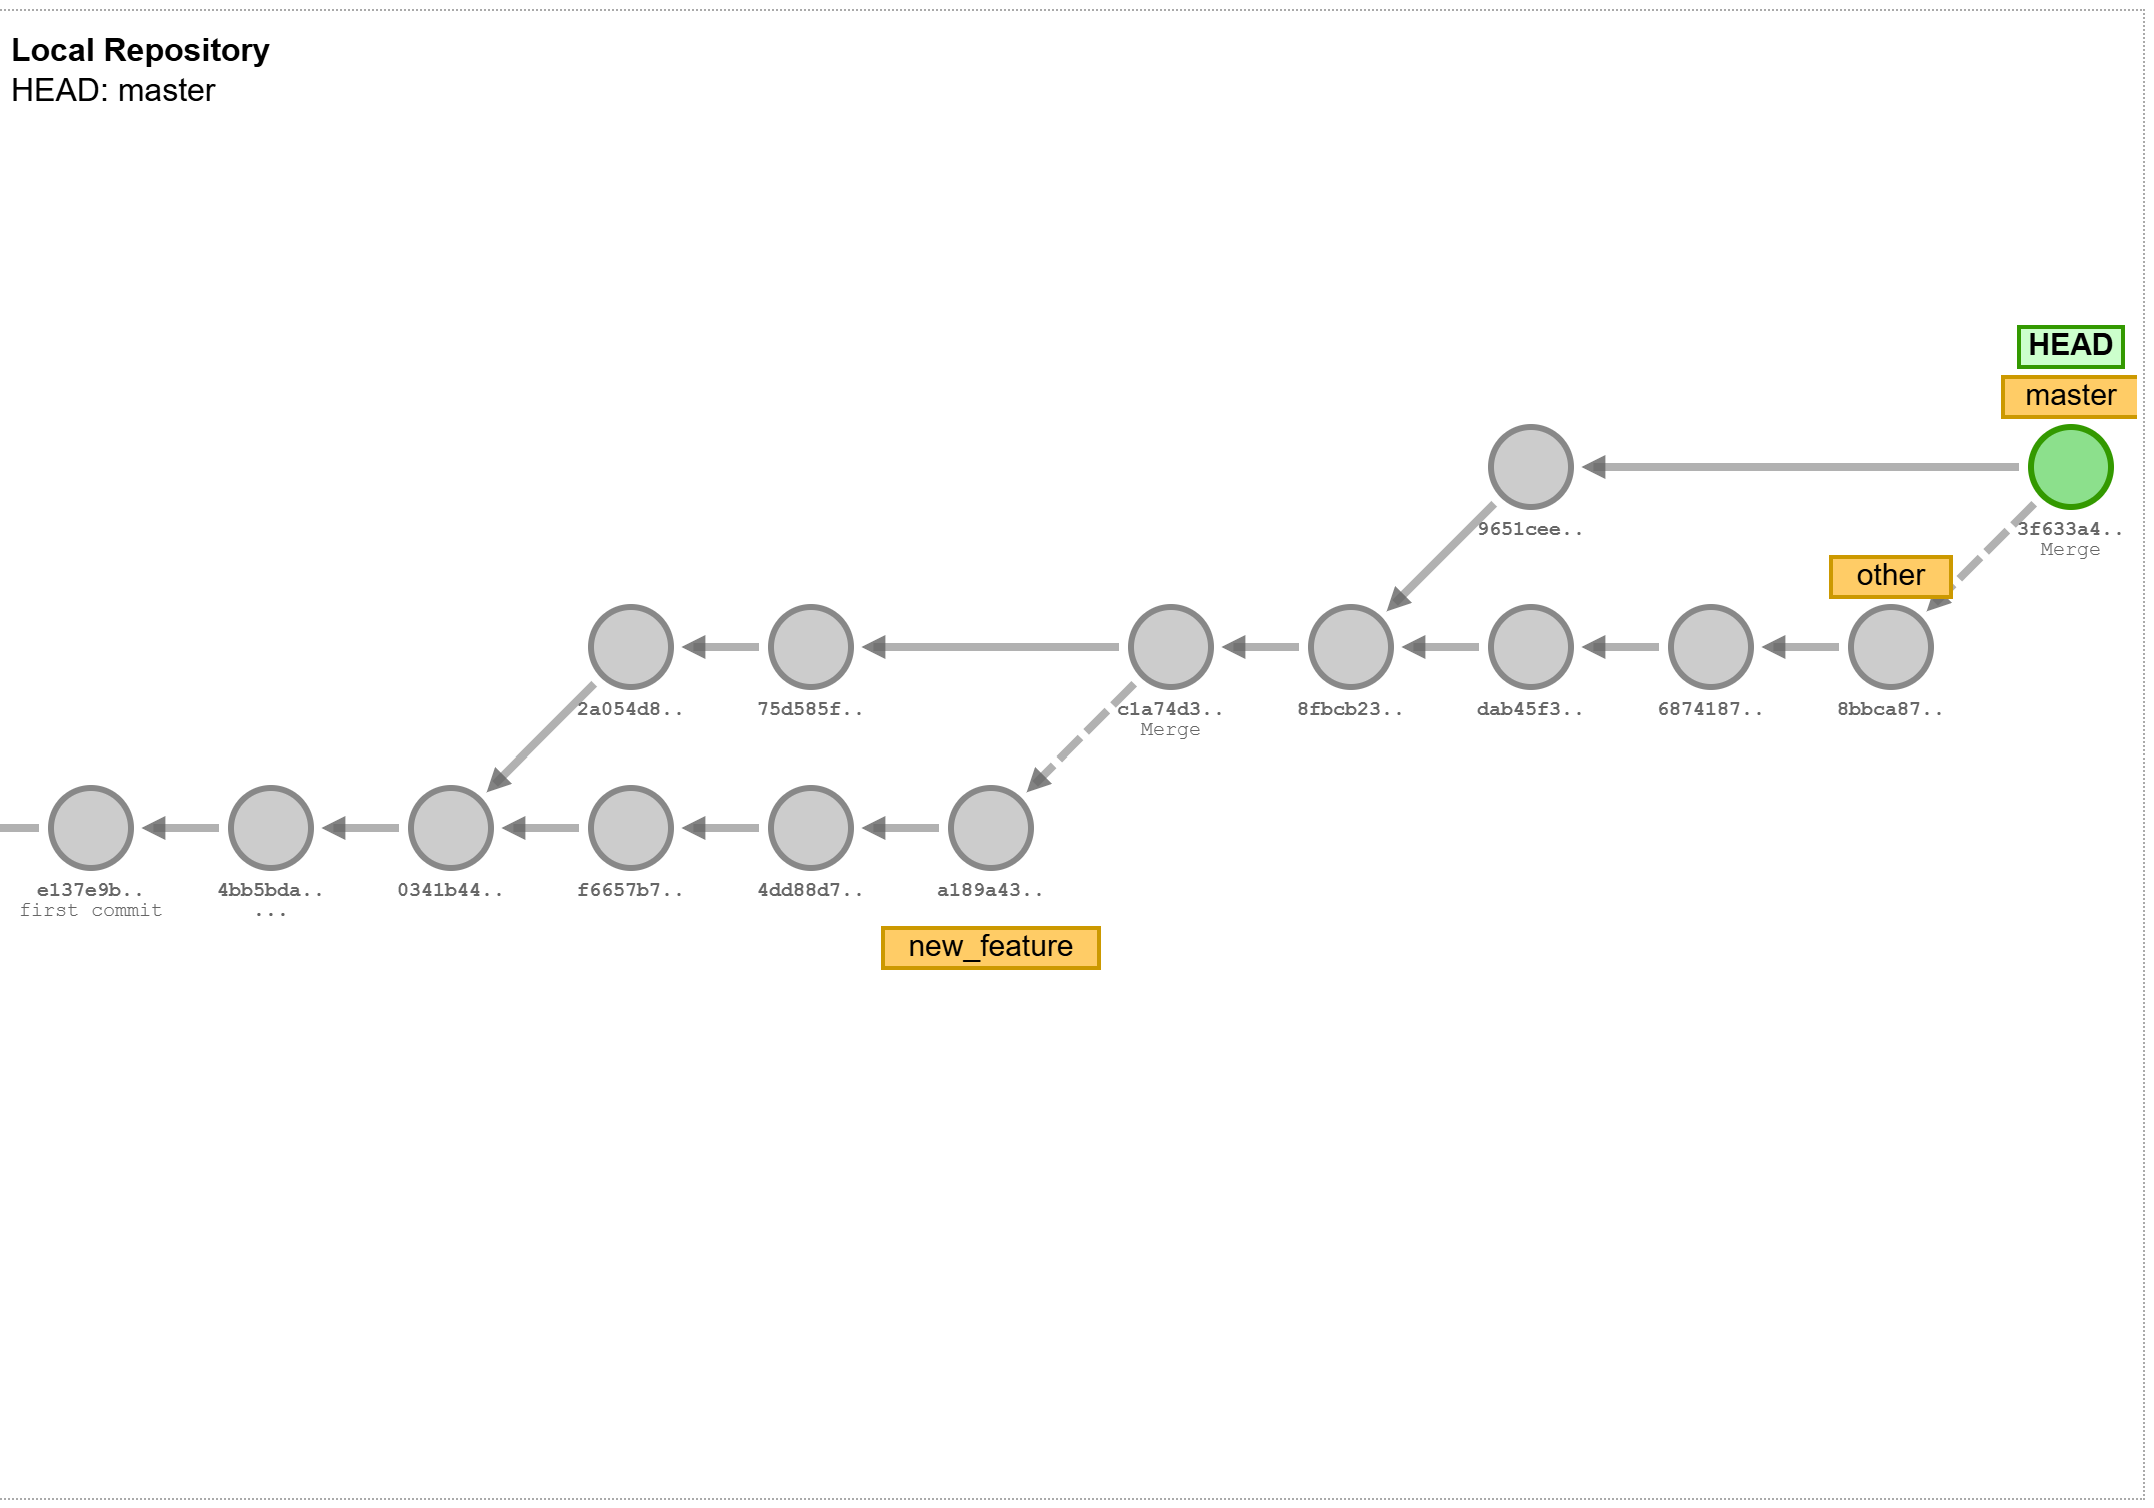 Local Repository
HEAD: master
HEAD
master
9651cee..
3f633a4..
Merge
other
2a054d8..
75d585f..
c1a74d3..
Merge
8fbcb23..
dab45f3..
6874187..
8bbca87..
e137e9b..
first commit
4bb5bda..
...
0341b44..
f6657b7..
4dd88d7..
a189a43..
new_feature